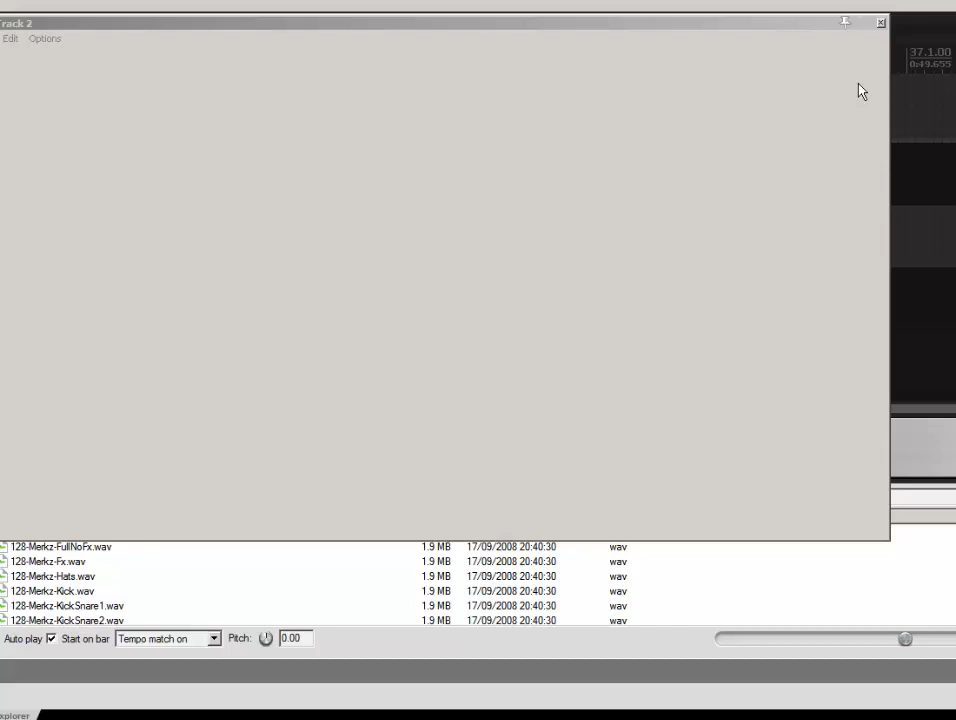 Track 2
Edit Options
37.1.00
0:49.655
128-Merkz-FullNoFx.wav 1.9 MB 17/09/2008 20:40:30 wav
128-Merkz-Fx.wav 1.9 MB 17/09/2008 20:40:30 wav
128-Merkz-Hats.wav 1.9 MB 17/09/2008 20:40:30 wav
128-Merkz-Kick.wav 1.9 MB 17/09/2008 20:40:30 wav
128-Merkz-KickSnare1.wav 1.9 MB 17/09/2008 20:40:30 wav
128-Merkz-KickSnare2.wav 1.9 MB 17/09/2008 20:40:30 wav
Auto play Start on bar Tempo match on Pitch: 0.00
xplorer